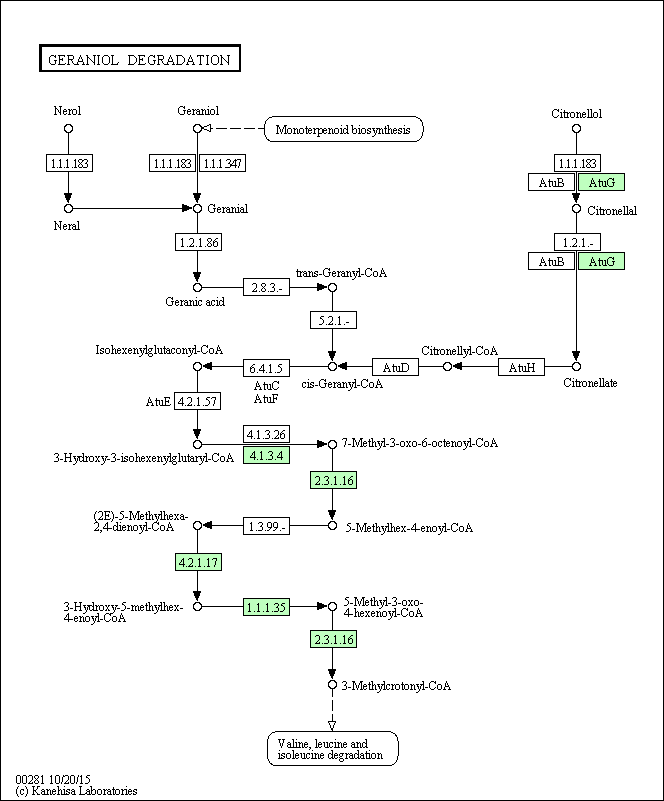 GERANIOL DEGRADATION
Nerol
Geraniol
Citronellol
Monoterpenoid biosynthesis
1.1.1.183
1.1.1.183
1.1.1.347
1.1.1.183
AtuB
AtuG
Neral
Geranial
Citronellal
1.2.1.86
1.2.1.-
AtuB
AtuG
trans-Geranyl-CoA
Geranic acid
2.8.3.-
5.2.1.-
Isohexenylglutaconyl-CoA
Citronellyl-CoA
6.4.1.5
AtuC
AtuF
cis-Geranyl-CoA
AtuD
AtuH
Citronellate
AtuE
4.2.1.57
4.1.3.26
4.1.3.4
3-Hydroxy-3-isohexenylglutaryl-CoA
7-Methyl-3-oxo-6-octenoyl-CoA
2.3.1.16
(2E)-5-Methylhexa-
2,4-dienoyl-CoA
1.3.99.-
5-Methylhex-4-enoyl-CoA
4.2.1.17
3-Hydroxy-5-methylhex-
4-enoyl-CoA
1.1.1.35
5-Methyl-3-oxo-
4-hexenoyl-CoA
2.3.1.16
3-Methylcrotonyl-CoA
Valine, leucine and
isoleucine degradation
00281 10/20/15
(c) Kanehisa Laboratories